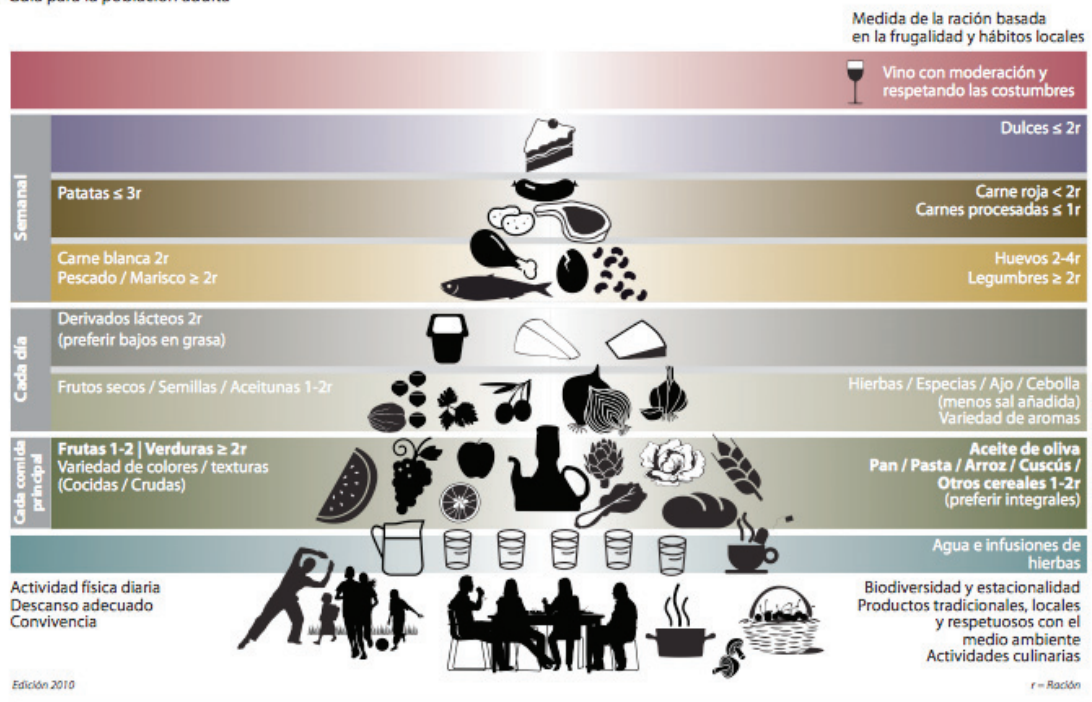 Guía para la población adulta
Medida de la ración basada
en la frugalidad y hábitos locales
Vino con moderación y
respetando las costumbres
Semanal
Dulces ≤ 2r
Patatas ≤ 3r
Carne roja < 2r
Carnes procesadas ≤ 1r
Carne blanca 2r
Pescado / Marisco ≥ 2r
Huevos 2-4r
Legumbres ≥ 2r
Cada día
Derivados lácteos 2r
(preferir bajos en grasa)
Frutos secos / Semillas / Aceitunas 1-2r
Hierbas / Especias / Ajo / Cebolla
(menos sal añadida)
Variedad de aromas
Cada comida
principal
Frutas 1-2 | Verduras ≥ 2r
Variedad de colores / texturas
(Cocidas / Crudas)
Aceite de oliva
Pan / Pasta / Arroz / Cuscús /
Otros cereales 1-2r
(preferir integrales)
Agua e infusiones de
hierbas
Actividad física diaria
Descanso adecuado
Convivencia
Biodiversidad y estacionalidad
Productos tradicionales, locales
y respetuosos con el
medio ambiente
Actividades culinarias
Edición 2010
r = Ración